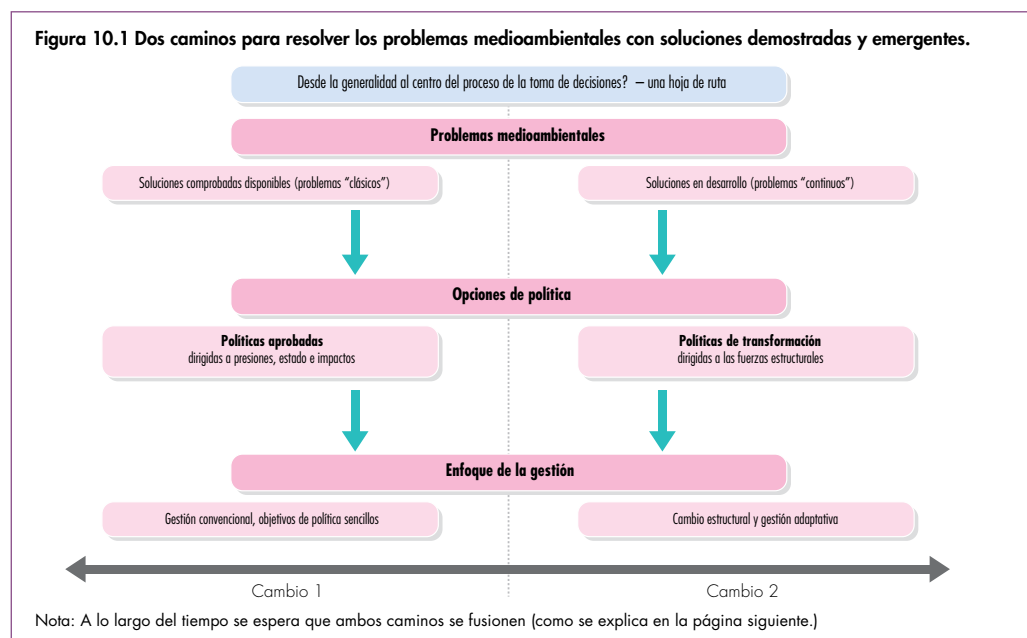 Figura 10.1 Dos caminos para resolver los problemas medioambientales con soluciones demostradas y emergentes.
Desde la generalidad al centro del proceso de la toma de decisiones? – una hoja de ruta
Problemas medioambientales
Soluciones comprobadas disponibles (problemas “clásicos”)
Soluciones en desarrollo (problemas “continuos”)
Opciones de política
Políticas aprobadas
dirigidas a presiones, estado e impactos
Políticas de transformación
dirigidas a las fuerzas estructurales
Enfoque de la gestión
Gestión convencional, objetivos de política sencillos
Cambio estructural y gestión adaptativa
Cambio 1
Cambio 2
Nota: A lo largo del tiempo se espera que ambos caminos se fusionen (como se explica en la página siguiente.)